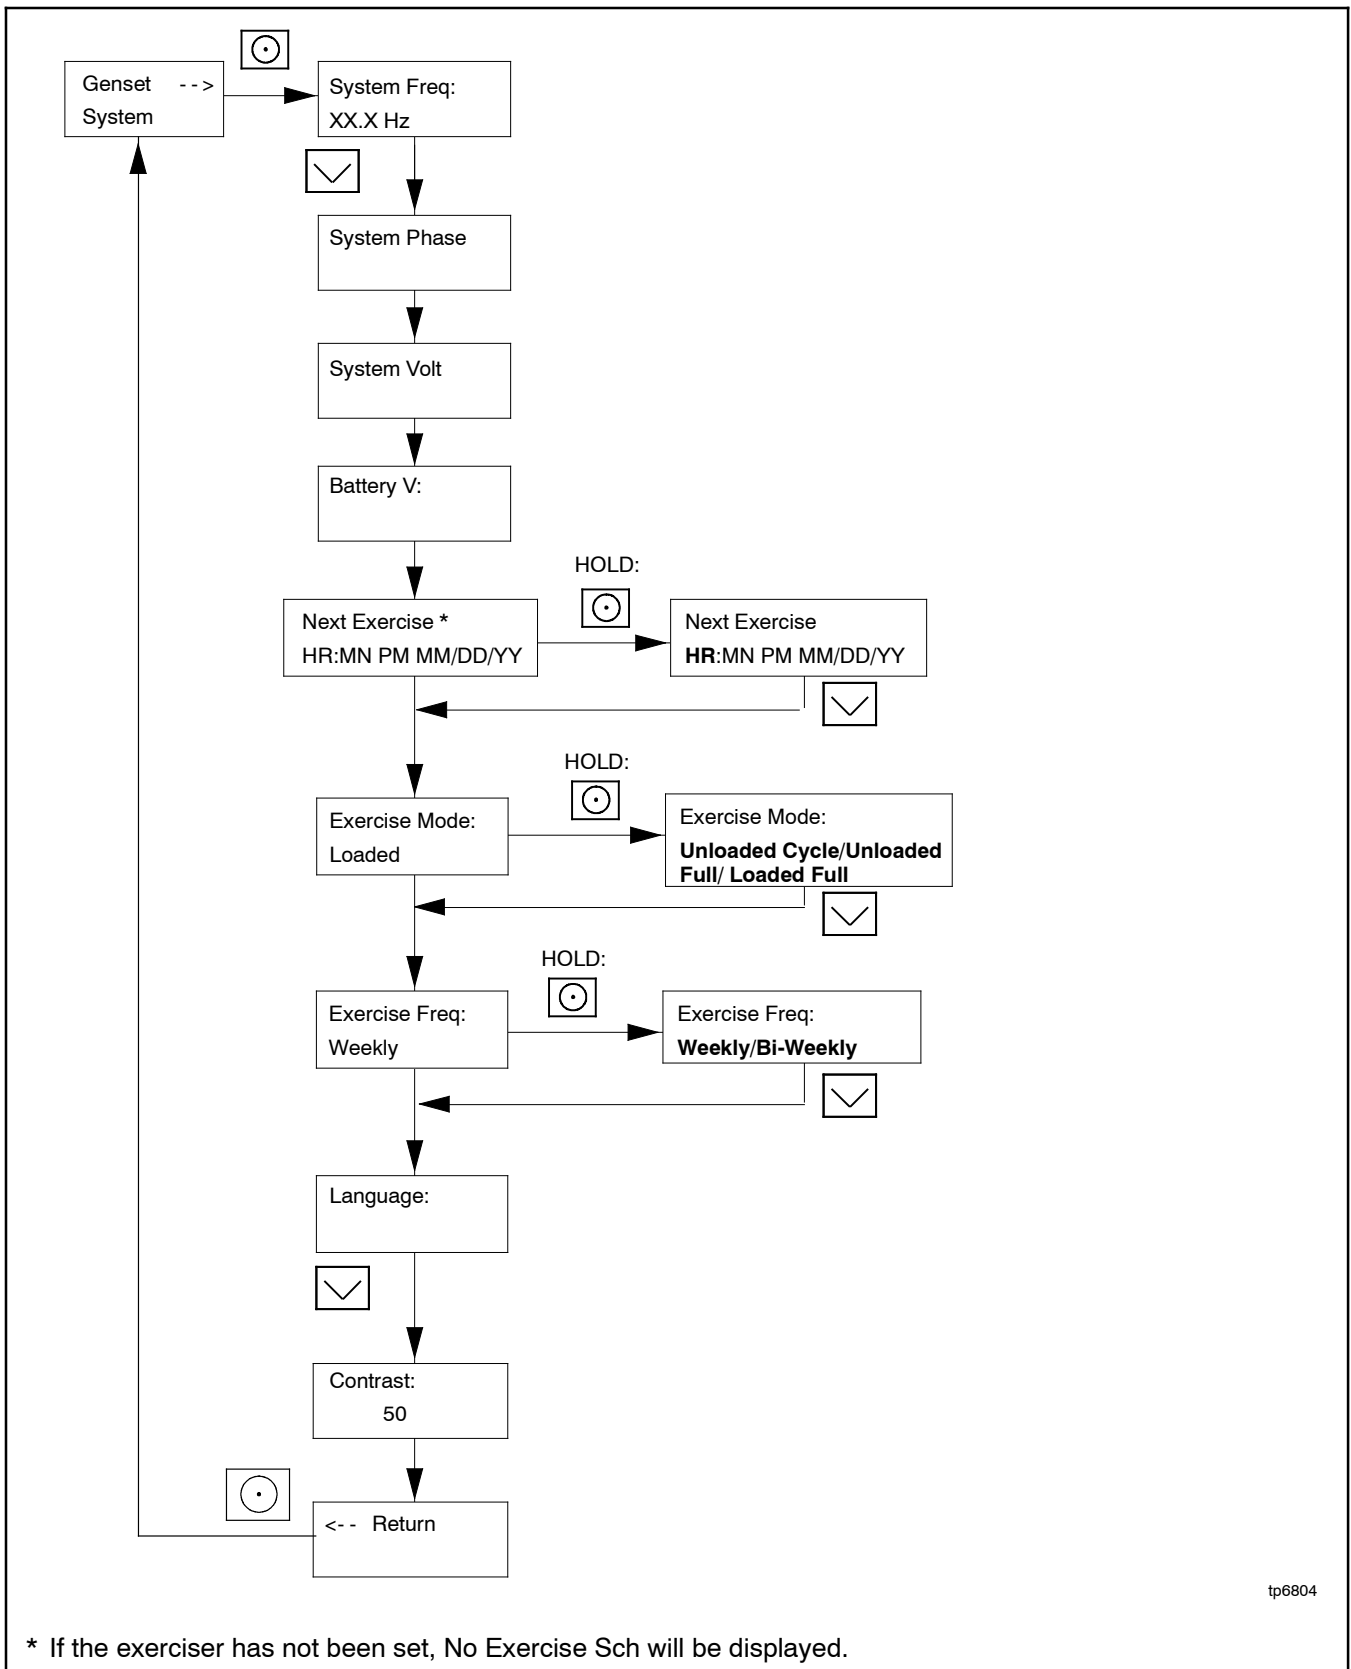 Genset -->
System
System Freq:
XX.X Hz
System Phase
System Volt
Battery V:
HOLD:
Next Exercise *
HR:MN PM MM/DD/YY
Next Exercise
HR:MN PM MM/DD/YY
HOLD:
Exercise Mode:
Loaded
Exercise Mode:
Unloaded Cycle/Unloaded
Full/ Loaded Full
HOLD:
Exercise Freq:
Weekly
Exercise Freq:
Weekly/Bi-Weekly
Language:
Contrast:
50
<-- Return
tp6804
* If the exerciser has not been set, No Exercise Sch will be displayed.